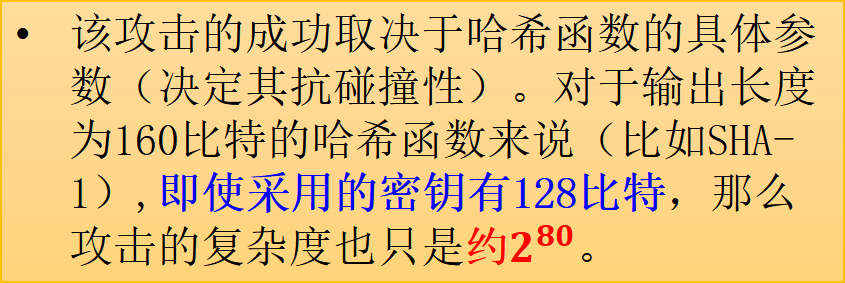 • 该攻击的成功取决于哈希函数的具体参
数（决定其抗碰撞性）。对于输出长度
为160比特的哈希函数来说（比如SHA-
1）,即使采用的密钥有128比特，那么
攻击的复杂度也只是约2⁸⁰。